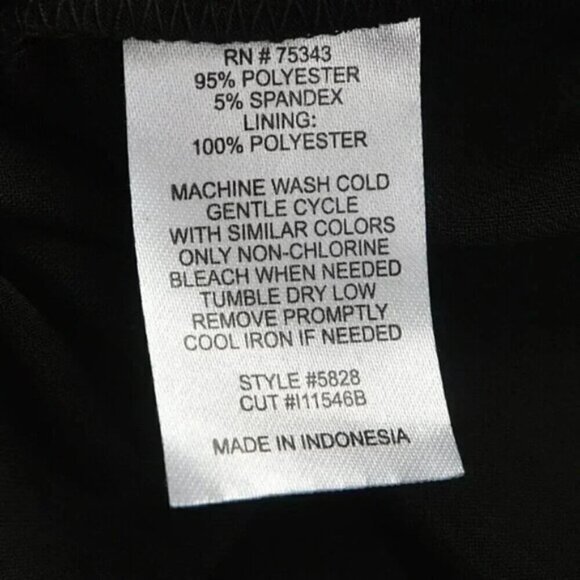 RN # 75343
95% POLYESTER
5% SPANDEX
LINING:
100% POLYESTER
MACHINE WASH COLD
GENTLE CYCLE
WITH SIMILAR COLORS
ONLY NON-CHLORINE
BLEACH WHEN NEEDED
TUMBLE DRY LOW
REMOVE PROMPTLY
COOL IRON IF NEEDED
STYLE #5828
CUT #I11546B
MADE IN INDONESIA